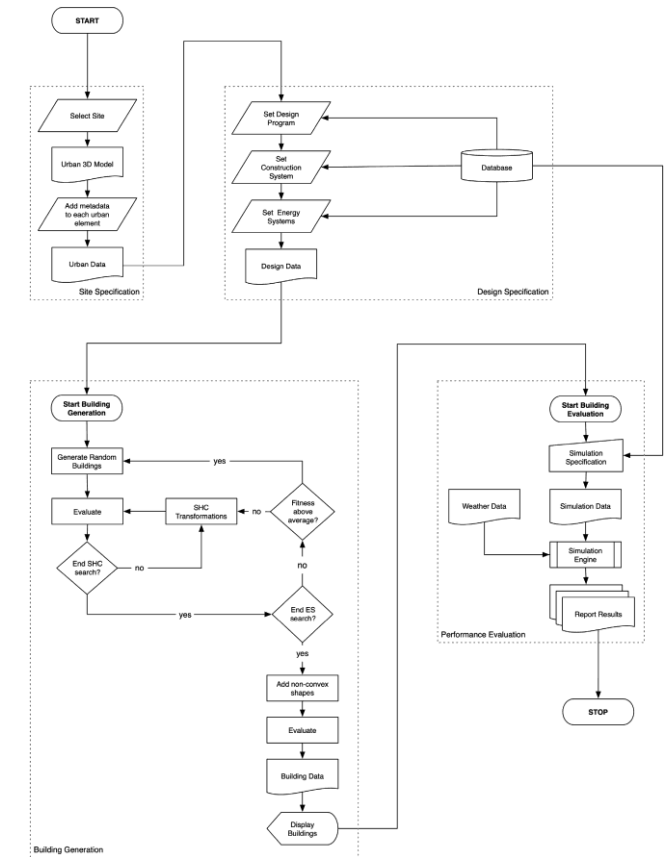 START
Select Site
Urban 3D Model
Add metadata
to each urban
element
Urban Data
Site Specification
Set Design
Program
Set
Construction
System
Set Energy
Systems
Design Data
Database
Design Specification
Start Building
Generation
Generate Random
Buildings
Evaluate
End SHC
search?
no
SHC
Transformations
yes
no
Fitness
above
average?
no
yes
End ES
search?
yes
Add non-convex
shapes
Evaluate
Building Data
Display
Buildings
Building Generation
Start Building
Evaluation
Simulation
Specification
Weather Data
Simulation Data
Simulation
Engine
Report Results
Performance Evaluation
STOP